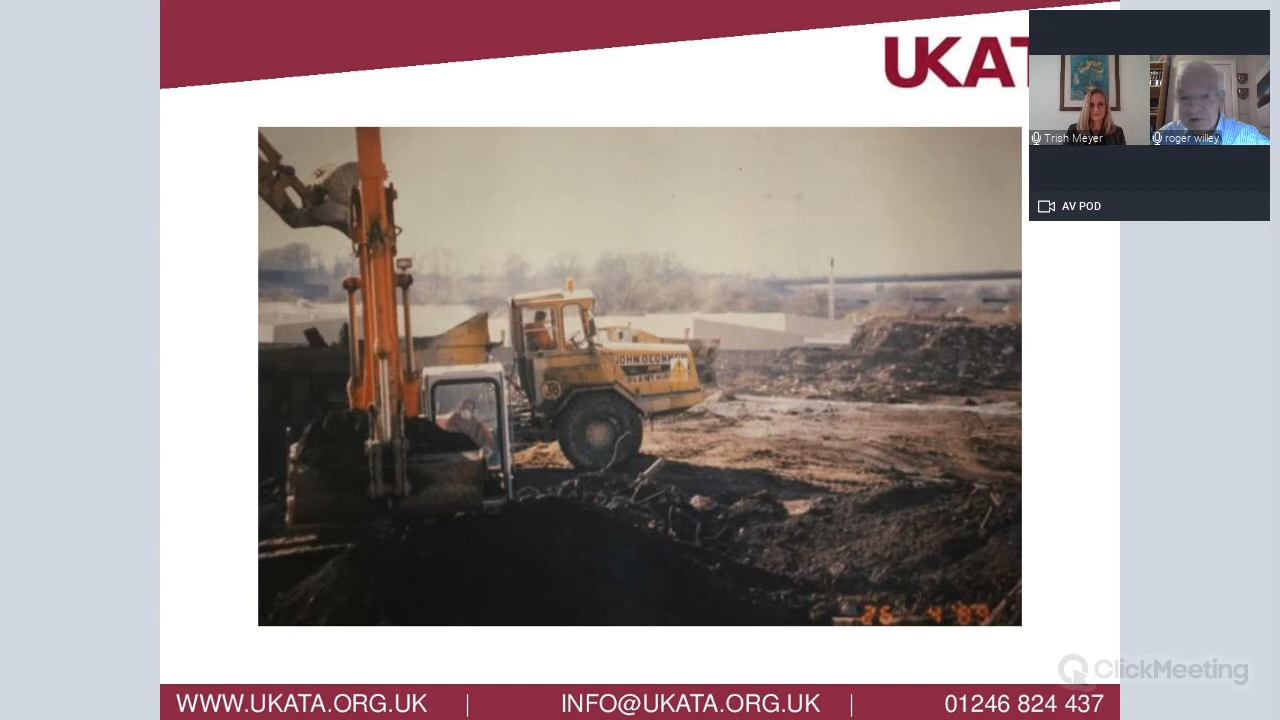 UKAT
Trish Meyer
roger willey
AV POD
JOHN
38
26 4 '89
ClickMeeting
WWW.UKATA.ORG.UK | INFO@UKATA.ORG.UK | 01246 824 437